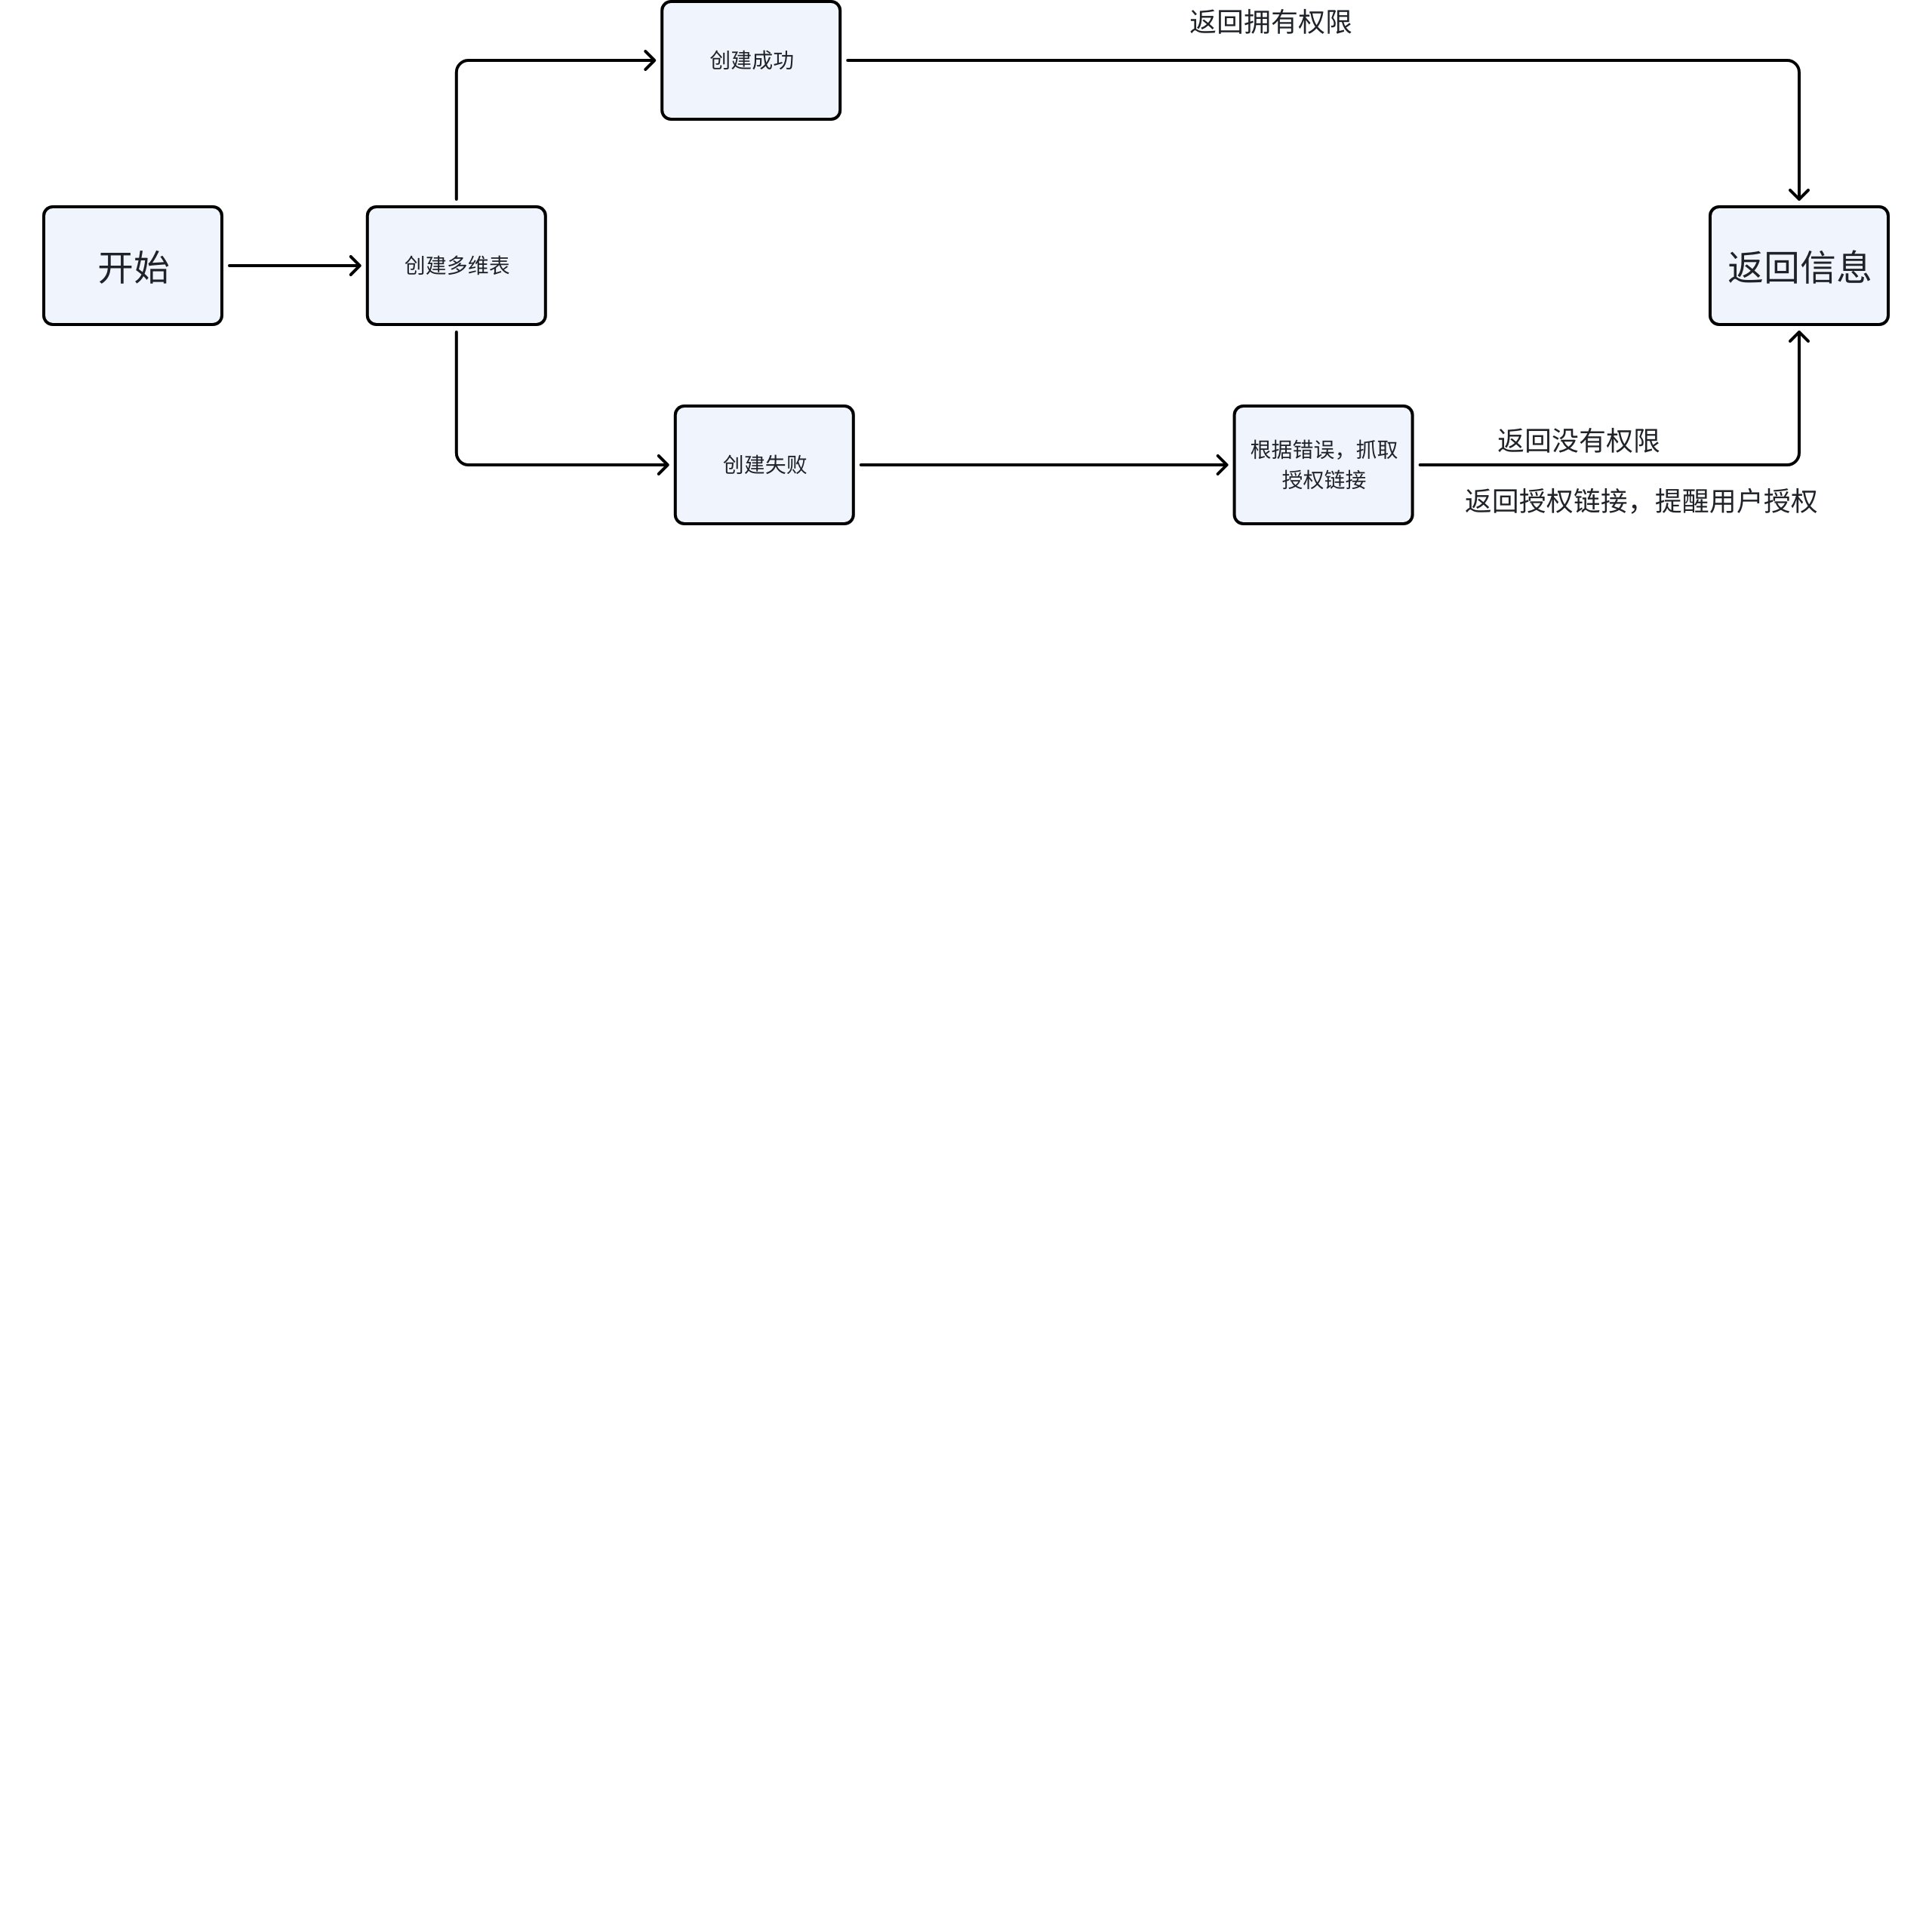 返回拥有权限
创建成功
开始
创建多维表
返回信息
创建失败
根据错误，抓取
授权链接
返回没有权限
返回授权链接，提醒用户授权